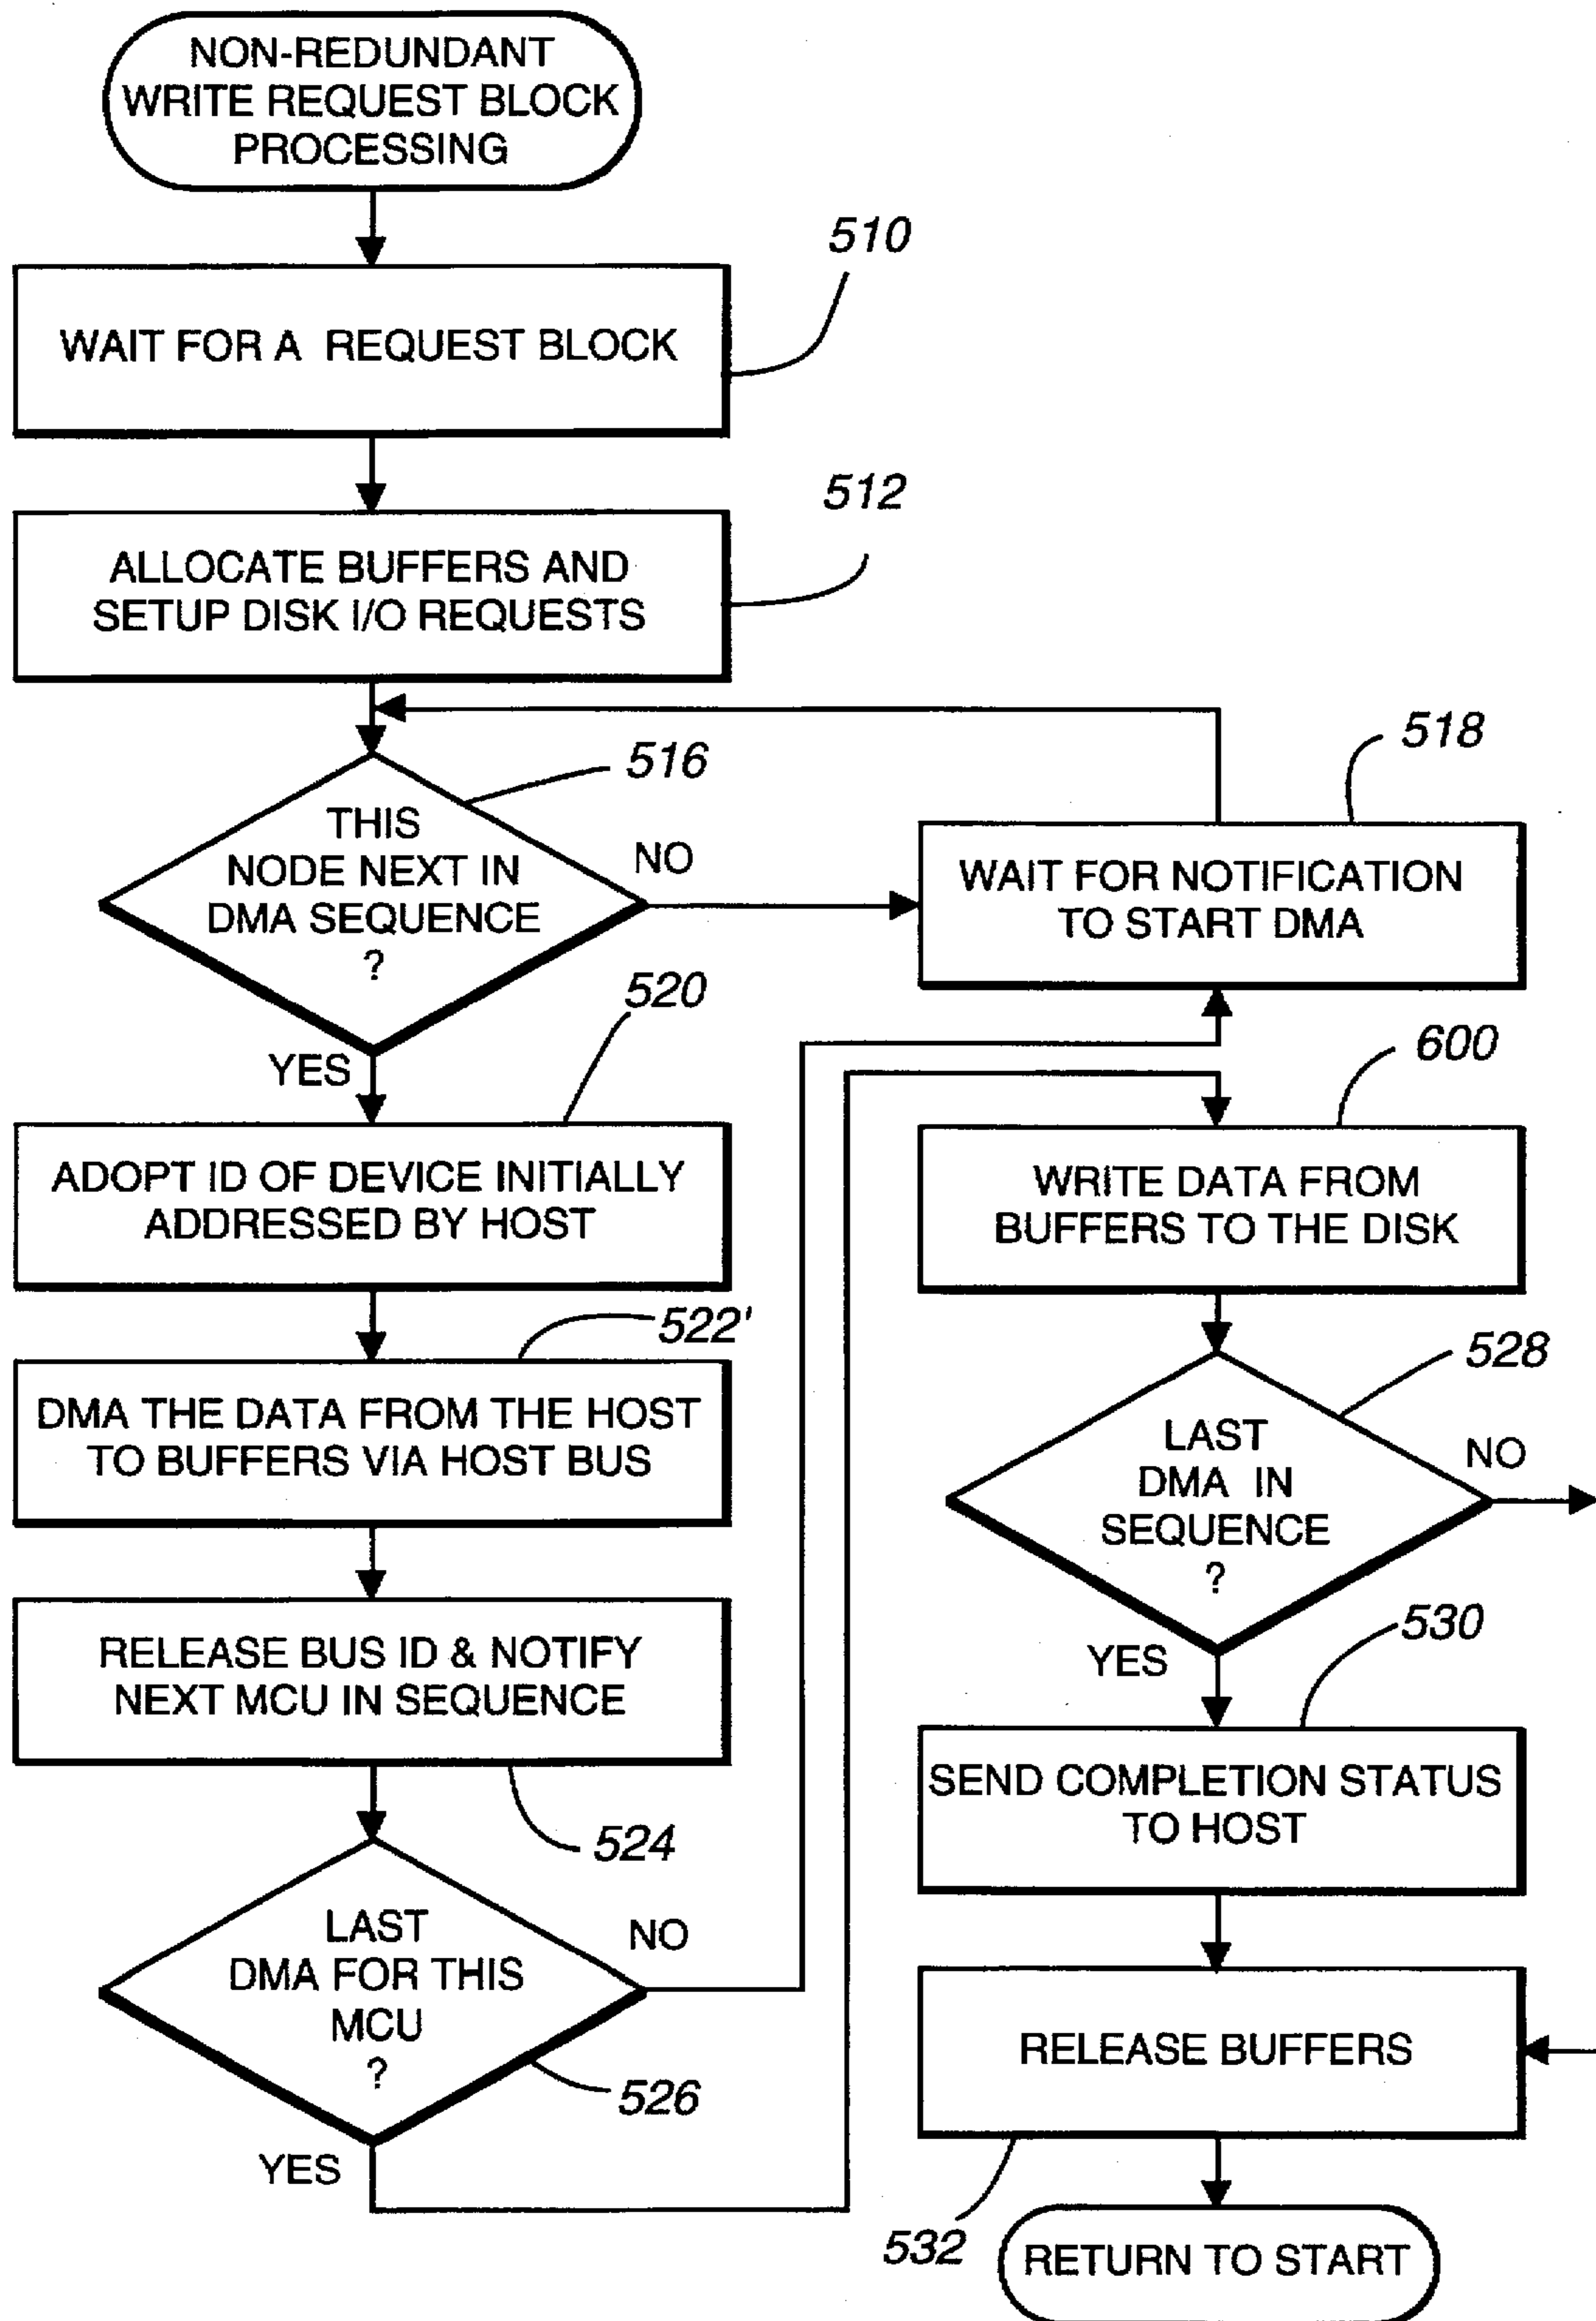 NON-REDUNDANT
WRITE REQUEST BLOCK
PROCESSING
510
WAIT FOR A REQUEST BLOCK
512
ALLOCATE BUFFERS AND
SETUP DISK I/O REQUESTS
516
THIS
NODE NEXT IN
DMA SEQUENCE
?
NO
YES
518
WAIT FOR NOTIFICATION
TO START DMA
520
ADOPT ID OF DEVICE INITIALLY
ADDRESSED BY HOST
522'
DMA THE DATA FROM THE HOST
TO BUFFERS VIA HOST BUS
RELEASE BUS ID & NOTIFY
NEXT MCU IN SEQUENCE
524
LAST
DMA FOR THIS
MCU
?
NO
526
YES
600
WRITE DATA FROM
BUFFERS TO THE DISK
528
LAST
DMA IN
SEQUENCE
?
NO
YES
530
SEND COMPLETION STATUS
TO HOST
RELEASE BUFFERS
532
RETURN TO START